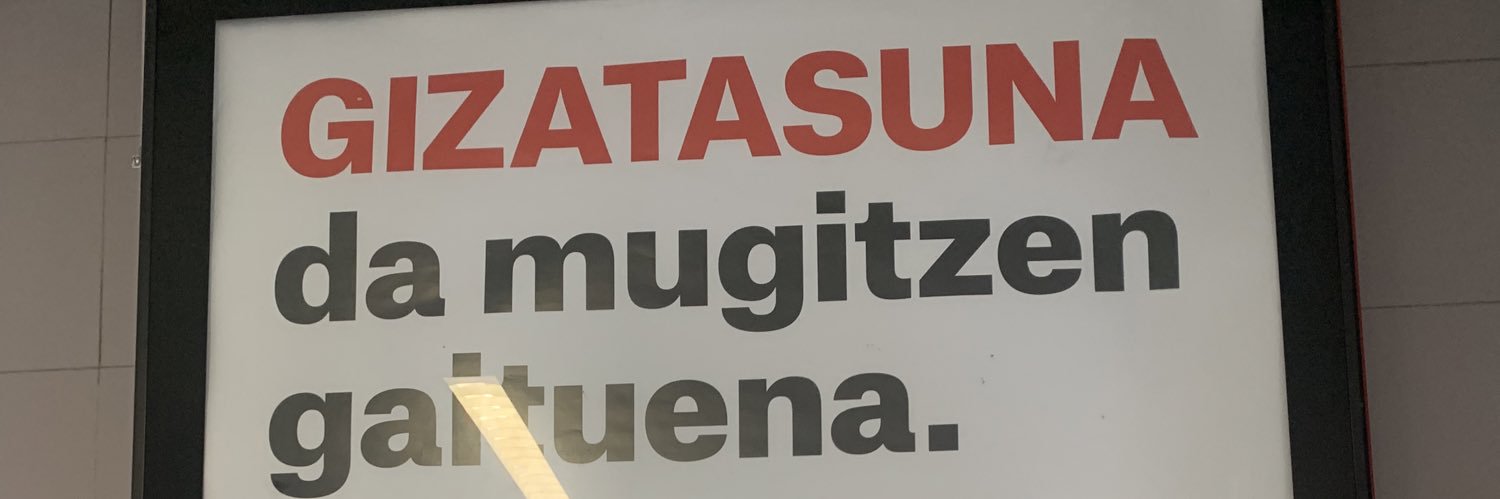 GIZATASUNA
da mugitzen
gaituena.